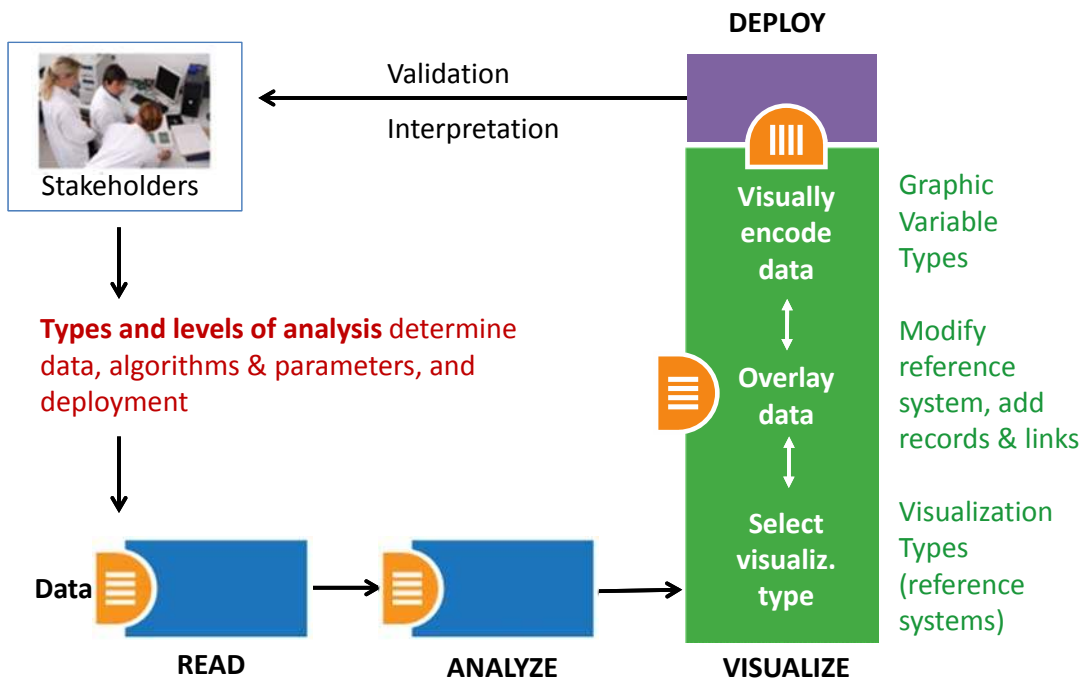 DEPLOY
Validation
Interpretation
Stakeholders
Types and levels of analysis determine
data, algorithms & parameters, and
deployment
Visually
encode
data
Graphic
Variable
Types
Overlay
data
Modify
reference
system, add
records & links
Select
visualiz.
type
Visualization
Types
(reference
systems)
Data
READ
ANALYZE
VISUALIZE